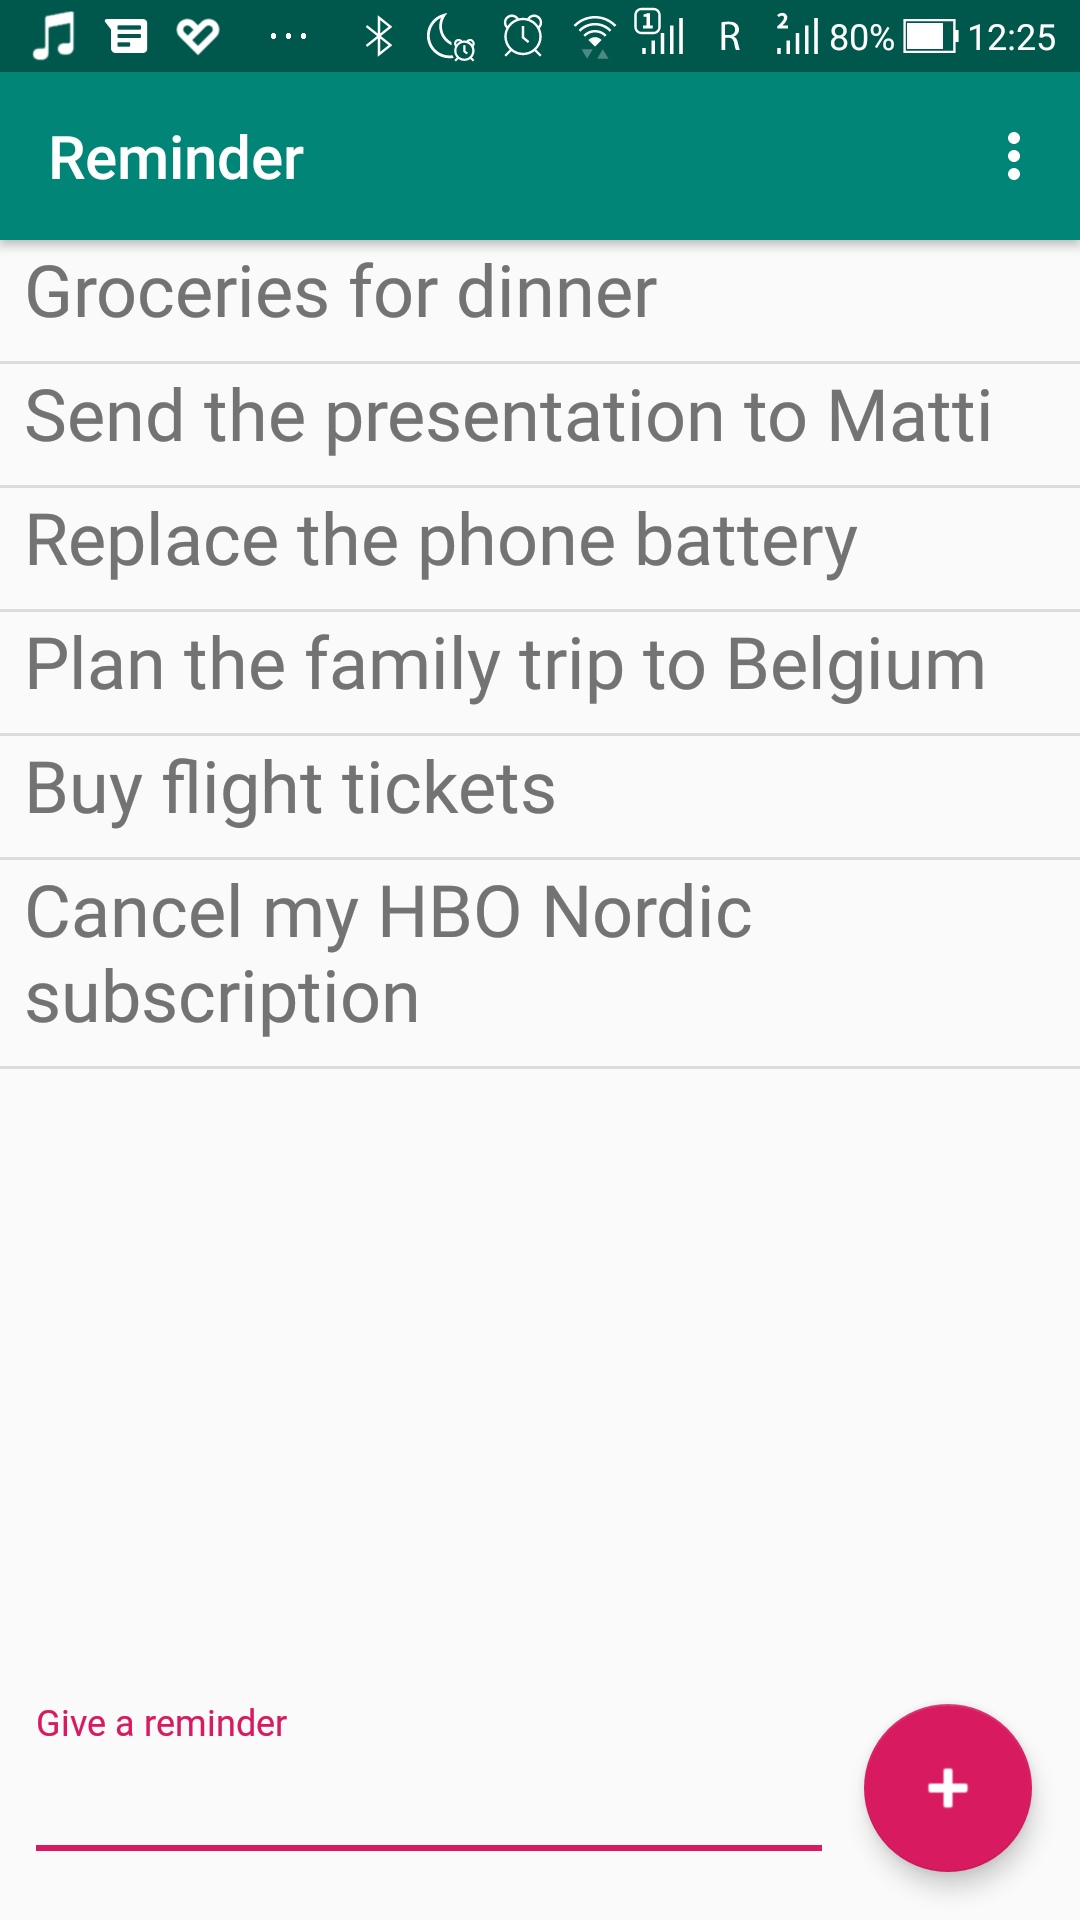 1 R 2 80% 12:25
Reminder
Groceries for dinner
Send the presentation to Matti
Replace the phone battery
Plan the family trip to Belgium
Buy flight tickets
Cancel my HBO Nordic
subscription
Give a reminder